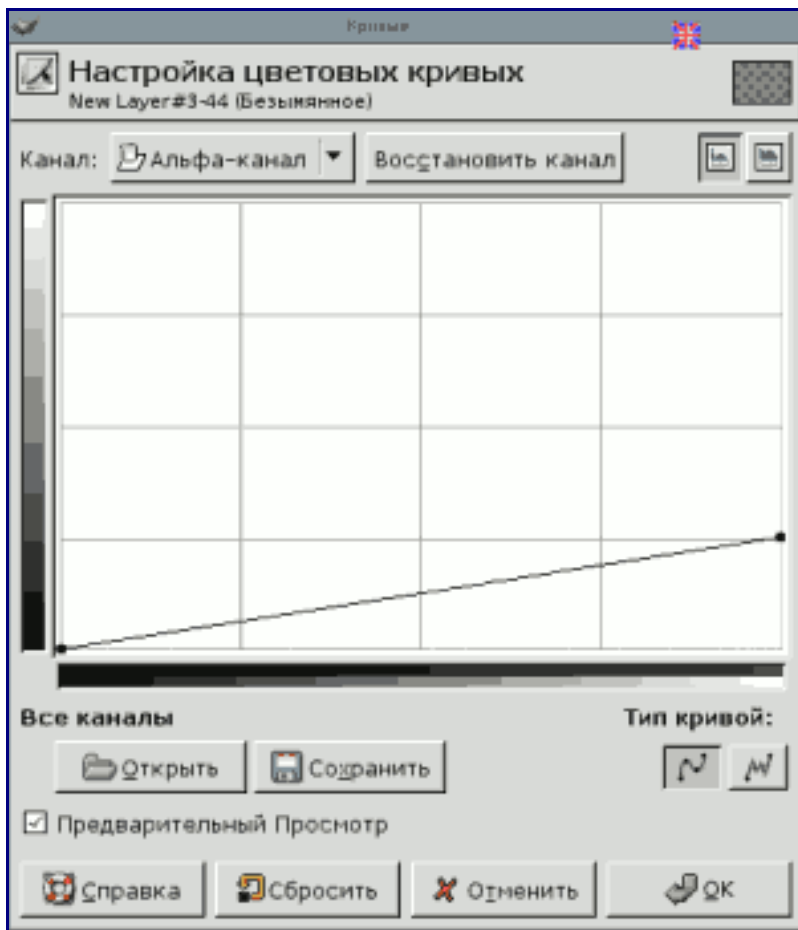 Кривые
Настройка цветовых кривых
New Layer#3-44 (Безымянное)
Канал: Альфа-канал Восстановить канал
Все каналы Тип кривой:
Открыть Сохранить
Предварительный Просмотр
Справка Сбросить Отменить OK